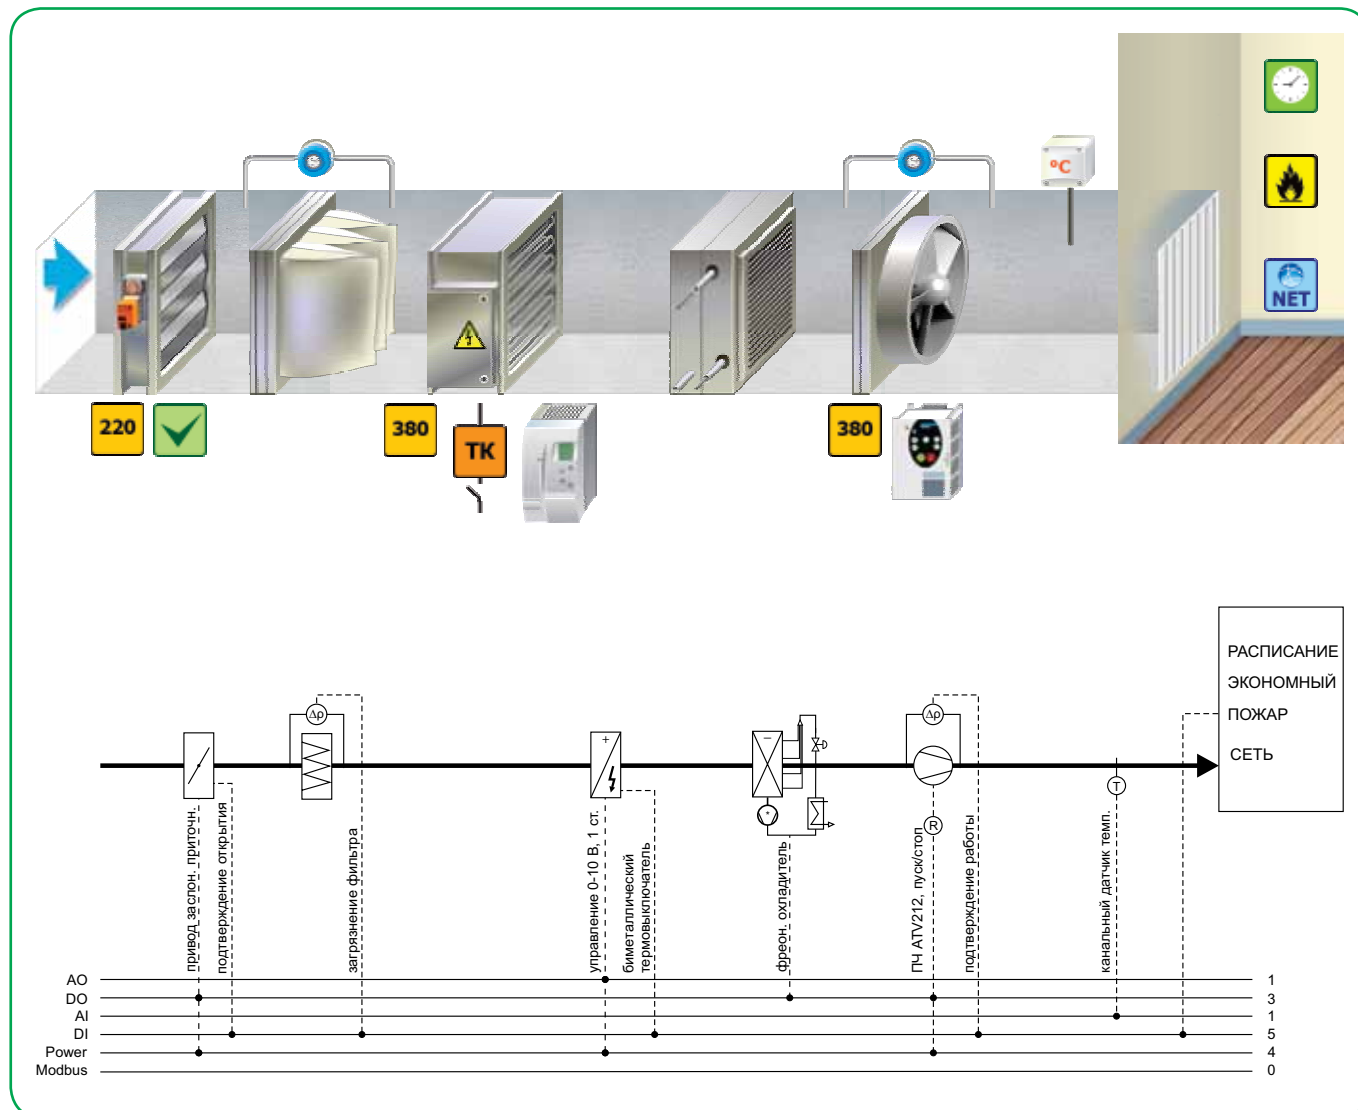 °C
NET
220
380
TK
380
РАСПИСАНИЕ
ЭКОНОМНЫЙ
ПОЖАР
СЕТЬ
Δp
Δp
+
−
*
R
T
привод заслон. приточн.
подтверждение открытия
загрязнение фильтра
управление 0-10 В, 1 ст.
биметаллический
термовыключатель
фреон. охладитель
ПЧ ATV212, пуск/стоп
подтверждение работы
канальный датчик темп.
AO 1
DO 3
AI 1
DI 5
Power 4
Modbus 0